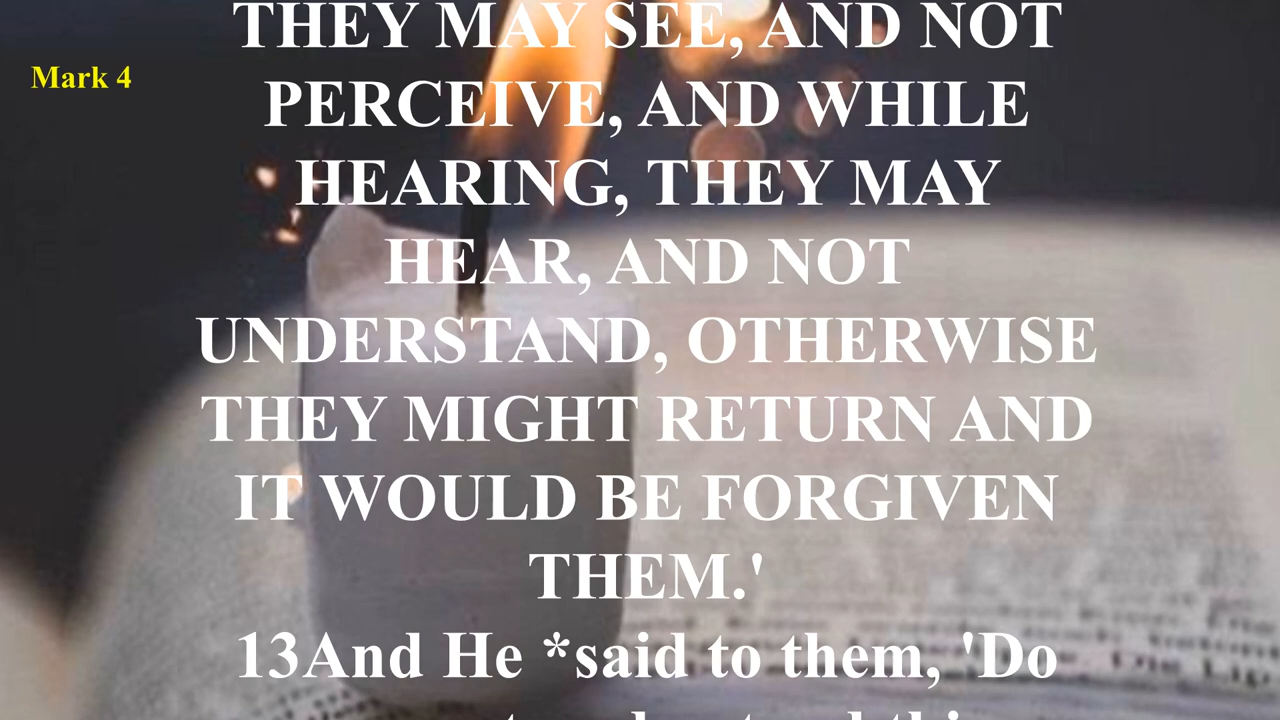 THEY MAY SEE, AND NOT
Mark 4
PERCEIVE, AND WHILE
HEARING, THEY MAY
HEAR, AND NOT
UNDERSTAND, OTHERWISE
THEY MIGHT RETURN AND
IT WOULD BE FORGIVEN
THEM.'
13And He *said to them, 'Do